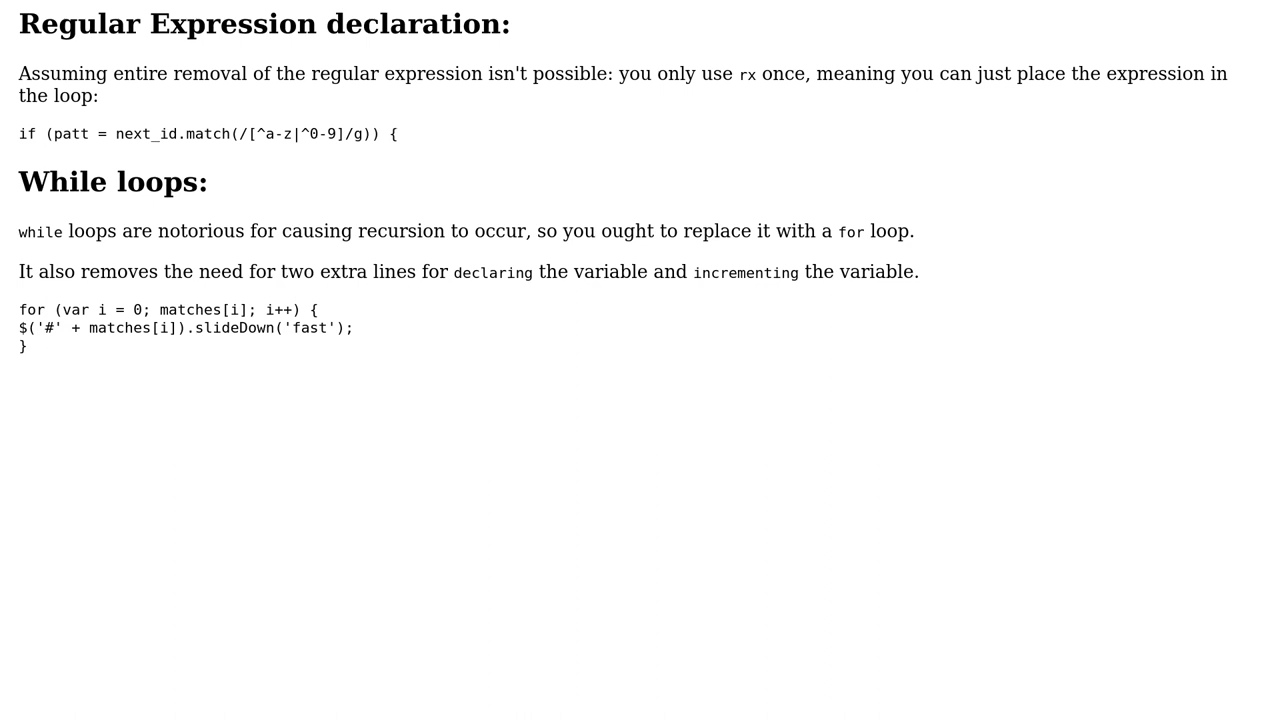 Regular Expression declaration:
Assuming entire removal of the regular expression isn't possible: you only use rx once, meaning you can just place the expression in
the loop:
if (patt = next_id.match(/[^a-z|^0-9]/g)) {
While loops:
while loops are notorious for causing recursion to occur, so you ought to replace it with a for loop.
It also removes the need for two extra lines for declaring the variable and incrementing the variable.
for (var i = 0; matches[i]; i++) {
$('#' + matches[i]).slideDown('fast');
}